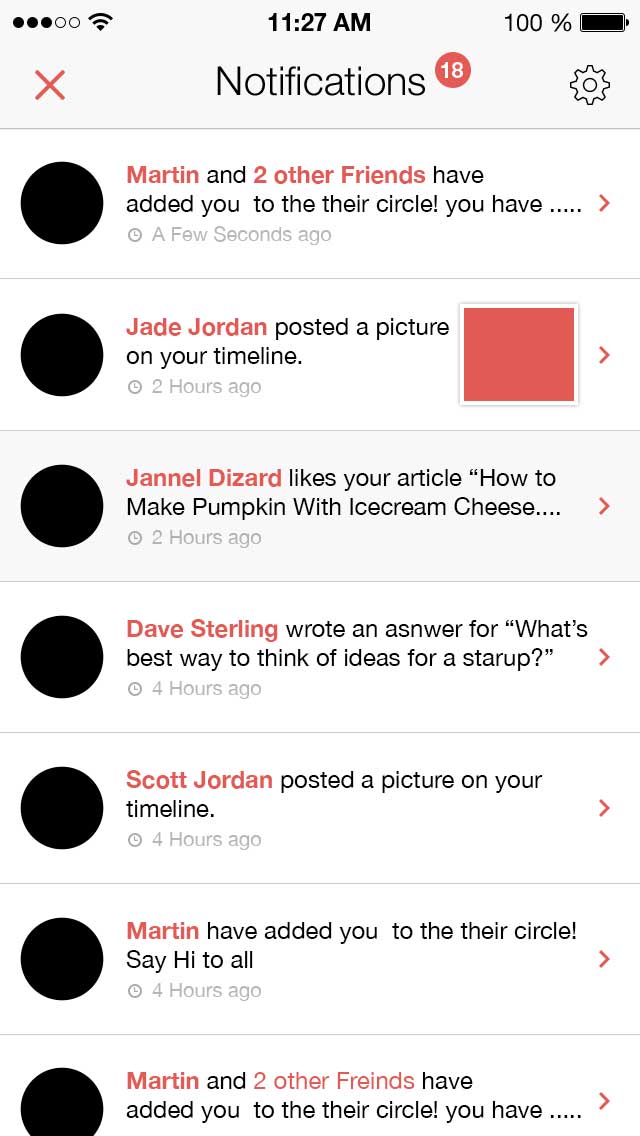 11:27 AM 100 %
Notifications 18
Martin and 2 other Friends have
added you  to the their circle! you have .....
A Few Seconds ago
Jade Jordan posted a picture
on your timeline.
2 Hours ago
Jannel Dizard likes your article “How to
Make Pumpkin With Icecream Cheese....
2 Hours ago
Dave Sterling wrote an asnwer for “What’s
best way to think of ideas for a starup?”
4 Hours ago
Scott Jordan posted a picture on your
timeline.
4 Hours ago
Martin have added you  to the their circle!
Say Hi to all
4 Hours ago
Martin and 2 other Freinds have
added you  to the their circle! you have .....